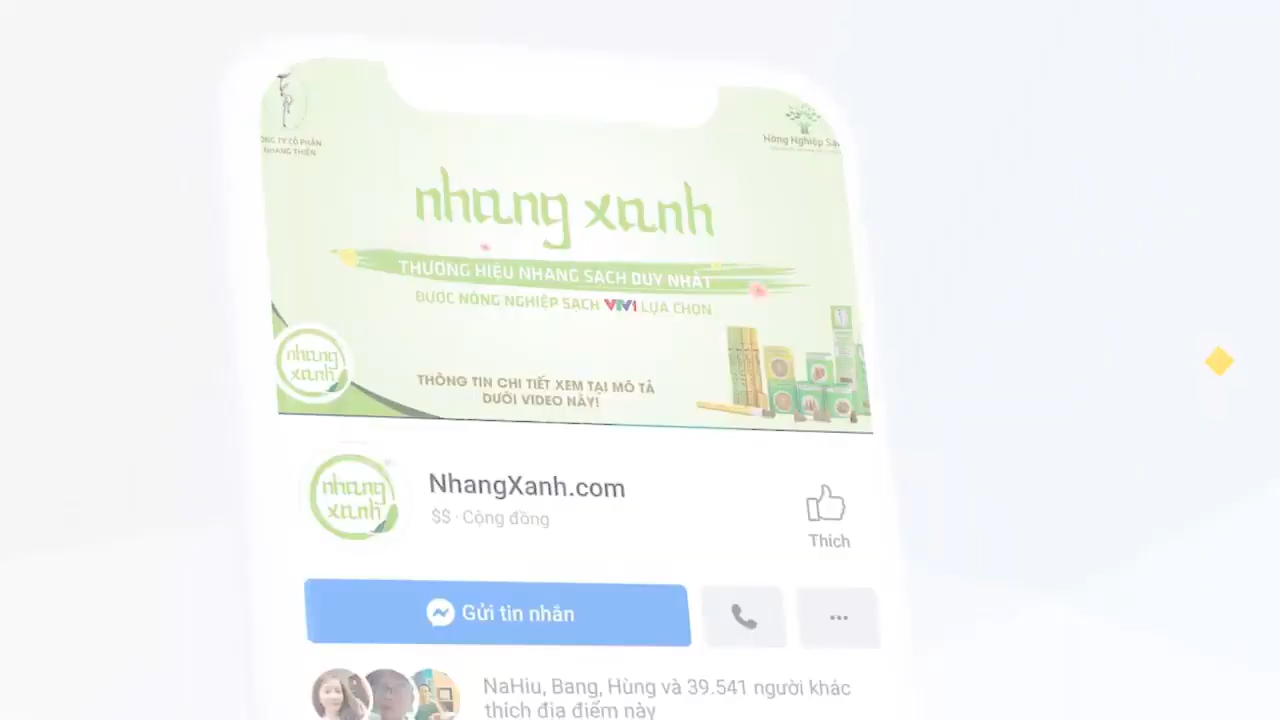 CÔNG TY CỔ PHẦN
NHANG THIỀN
Nông Nghiệp Sạch
nhang xanh
THƯƠNG HIỆU NHANG SẠCH DUY NHẤT
ĐƯỢC NÔNG NGHIỆP SẠCH VTV1 LỰA CHỌN
nhang
xanh
THÔNG TIN CHI TIẾT XEM TẠI MÔ TẢ
DƯỚI VIDEO NÀY!
nhang
xanh
NhangXanh.com
$$ · Cộng đồng
Thích
Gửi tin nhắn
NaHiu, Bang, Hùng và 39.541 người khác
thích địa điểm này